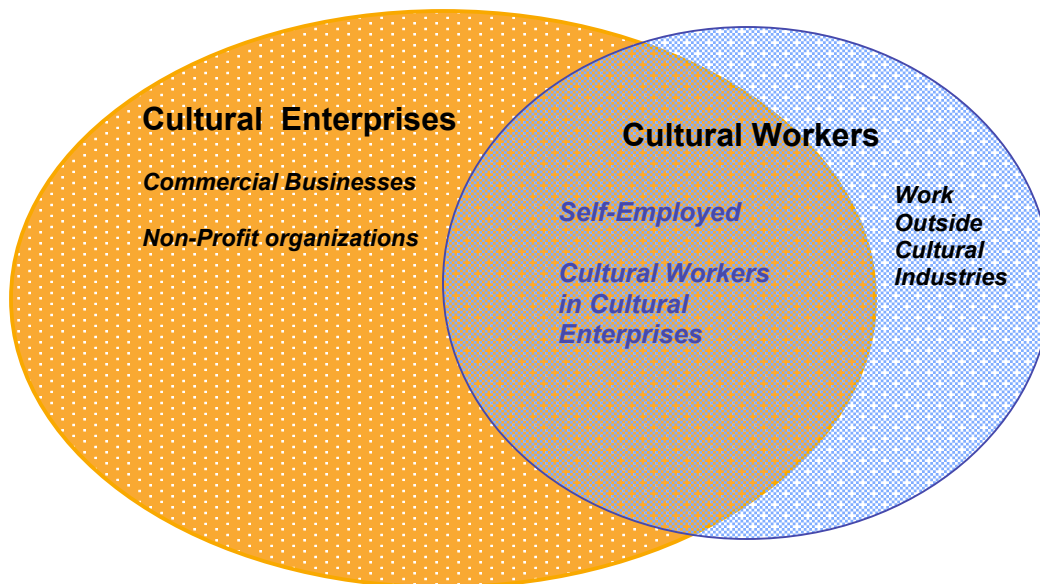 Cultural Enterprises
Commercial Businesses
Non-Profit organizations
Cultural Workers
Self-Employed
Cultural Workers
in Cultural
Enterprises
Work
Outside
Cultural
Industries